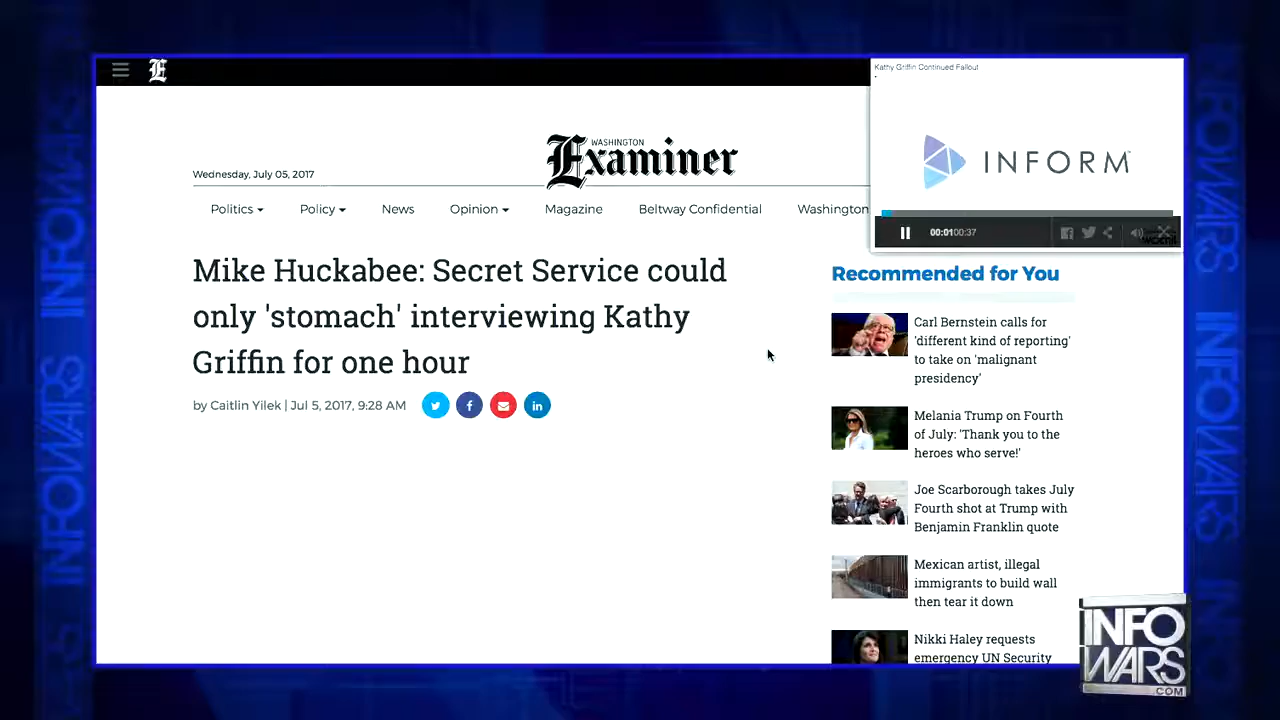 E
Kathy Griffin Continued Fallout
INFORM
00:01 00:37
WASHINGTON
Examiner
Wednesday, July 05, 2017
Politics Policy News Opinion Magazine Beltway Confidential Washington
Mike Huckabee: Secret Service could
only 'stomach' interviewing Kathy
Griffin for one hour
by Caitlin Yilek | Jul 5, 2017, 9:28 AM
Recommended for You
Carl Bernstein calls for
'different kind of reporting'
to take on 'malignant
presidency'
Melania Trump on Fourth
of July: 'Thank you to the
heroes who serve!'
Joe Scarborough takes July
Fourth shot at Trump with
Benjamin Franklin quote
Mexican artist, illegal
immigrants to build wall
then tear it down
Nikki Haley requests
emergency UN Security
INFO
WARS
.COM
INFOWARS
INFOWARS
INFOWARS
INFOWARS